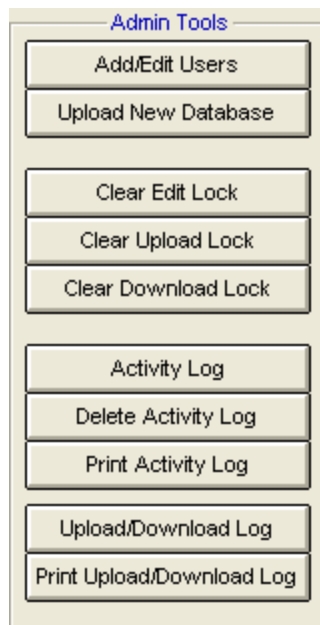 Admin Tools
Add/Edit Users
Upload New Database
Clear Edit Lock
Clear Upload Lock
Clear Download Lock
Activity Log
Delete Activity Log
Print Activity Log
Upload/Download Log
Print Upload/Download Log